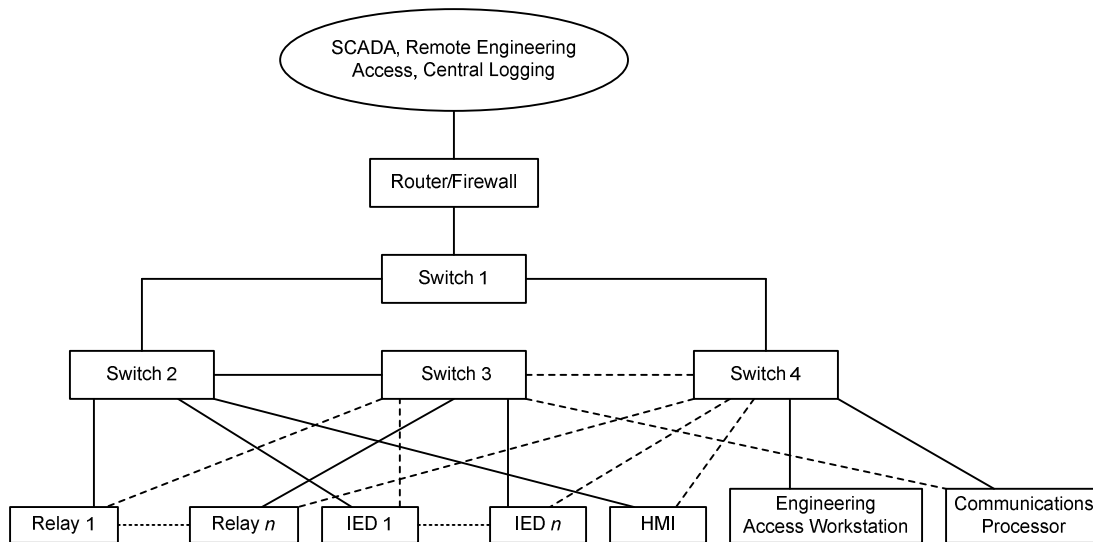 SCADA, Remote Engineering
Access, Central Logging
Router/Firewall
Switch 1
Switch 2
Switch 3
Switch 4
Relay 1
Relay n
IED 1
IED n
HMI
Engineering
Access Workstation
Communications
Processor